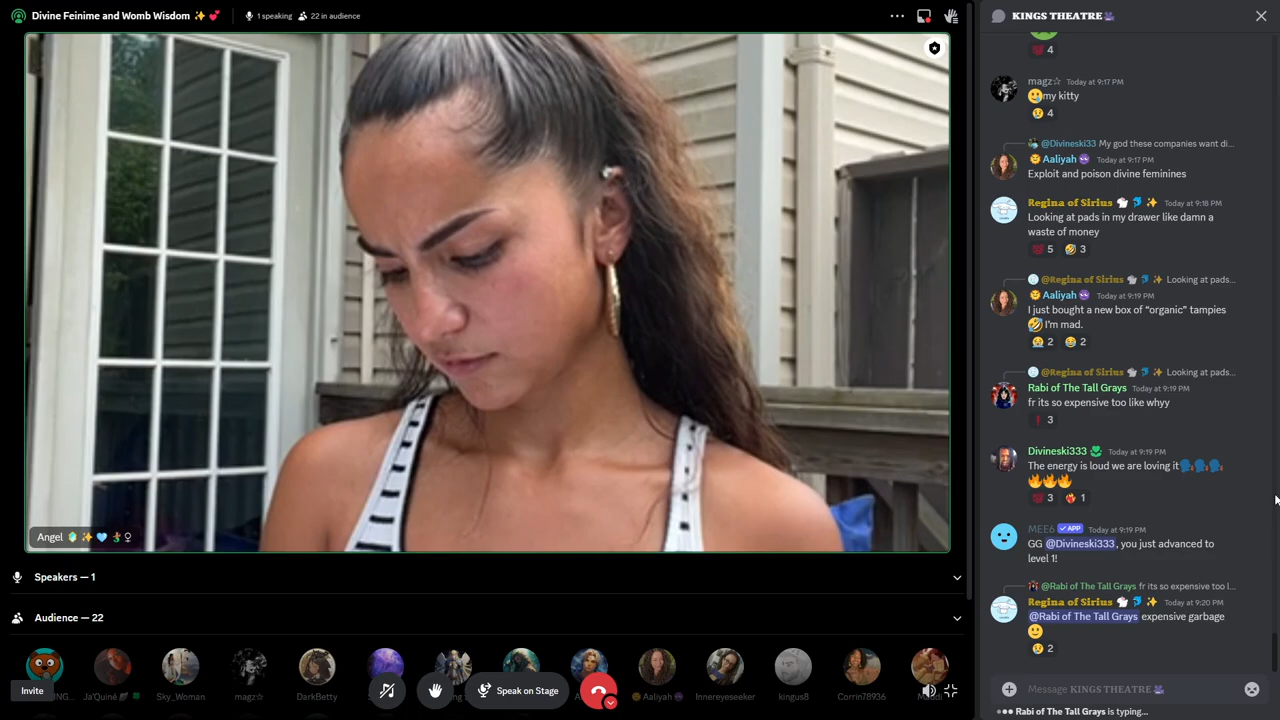 Divine Feinime and Womb Wisdom ✨ 💕
1 speaking 22 in audience
Angel
Speakers — 1
Audience — 22
Invite
Ja'Quiné
Sky_Woman
magz☆
DarkBetty
Aaliyah
Innereyeseeker
kingus8
Corrin78936
Speak on Stage
KINGS THEATRE
4
magz☆ Today at 9:17 PM
my kitty
4
@Divineski33 My god these companies want di...
Aaliyah Today at 9:17 PM
Exploit and poison divine feminines
Regina of Sirius Today at 9:18 PM
Looking at pads in my drawer like damn a
waste of money
5 3
@Regina of Sirius Looking at pads...
Aaliyah Today at 9:19 PM
I just bought a new box of “organic” tampies
🤣 I'm mad.
2 2
@Regina of Sirius Looking at pads...
Rabi of The Tall Grays Today at 9:19 PM
fr its so expensive too like whyy
3
Divineski333 Today at 9:19 PM
The energy is loud we are loving it🗣️🗣️🗣️
🔥🔥🔥
💯 3 1
MEE6 ✓ APP Today at 9:19 PM
GG @Divineski333, you just advanced to
level 1!
@Rabi of The Tall Grays fr its so expensive too l...
Regina of Sirius Today at 9:20 PM
@Rabi of The Tall Grays expensive garbage
🙂
2
Message KINGS THEATRE
Rabi of The Tall Grays is typing...